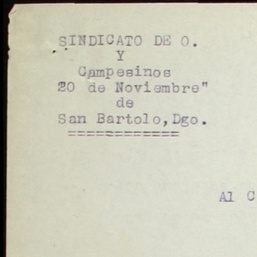 SINDICATO DE O.
Y
Campesinos
20 de Noviembre"
de
San Bartolo, Dgo.
============
Al C